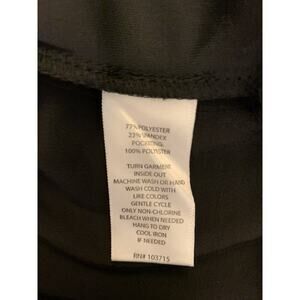 77% POLYESTER
23% SPANDEX
POCKETING:
100% POLYESTER
TURN GARMENT
INSIDE OUT
MACHINE WASH OR HAND
WASH COLD WITH
LIKE COLORS
GENTLE CYCLE
ONLY NON-CHLORINE
BLEACH WHEN NEEDED
HANG TO DRY
COOL IRON
IF NEEDED
RN# 103715